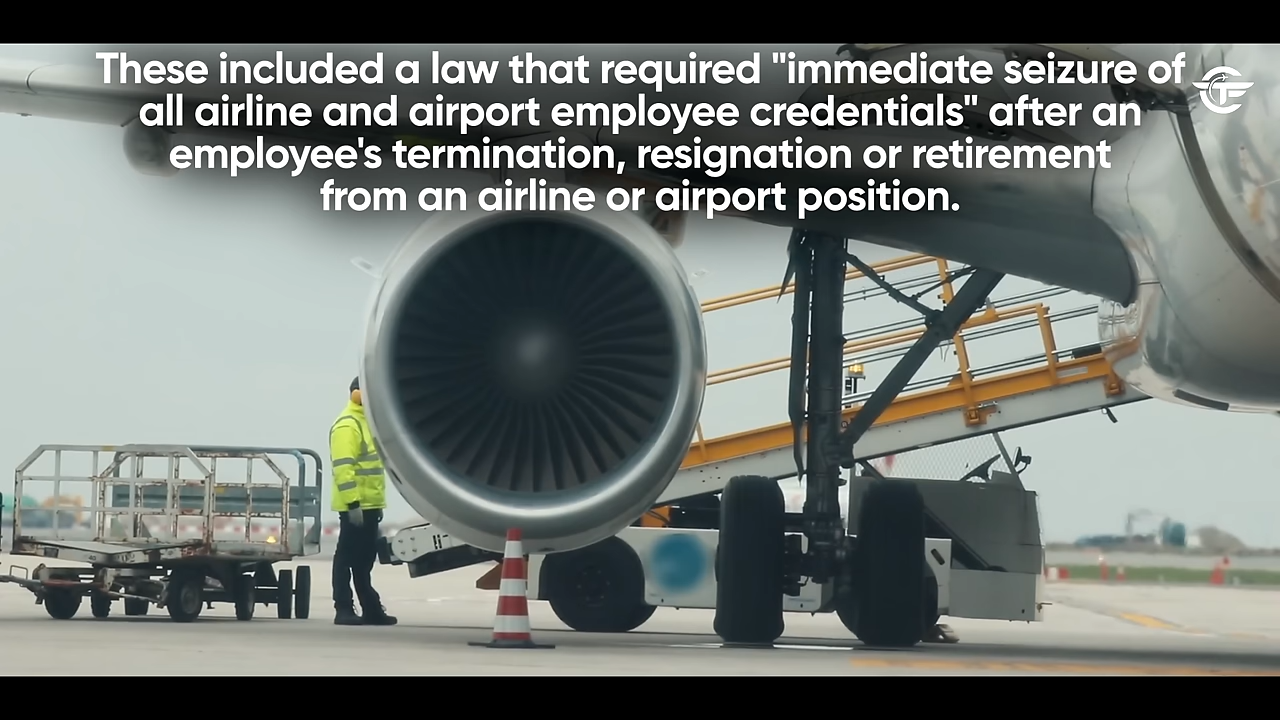 These included a law that required "immediate seizure of
all airline and airport employee credentials" after an
employee's termination, resignation or retirement
from an airline or airport position.